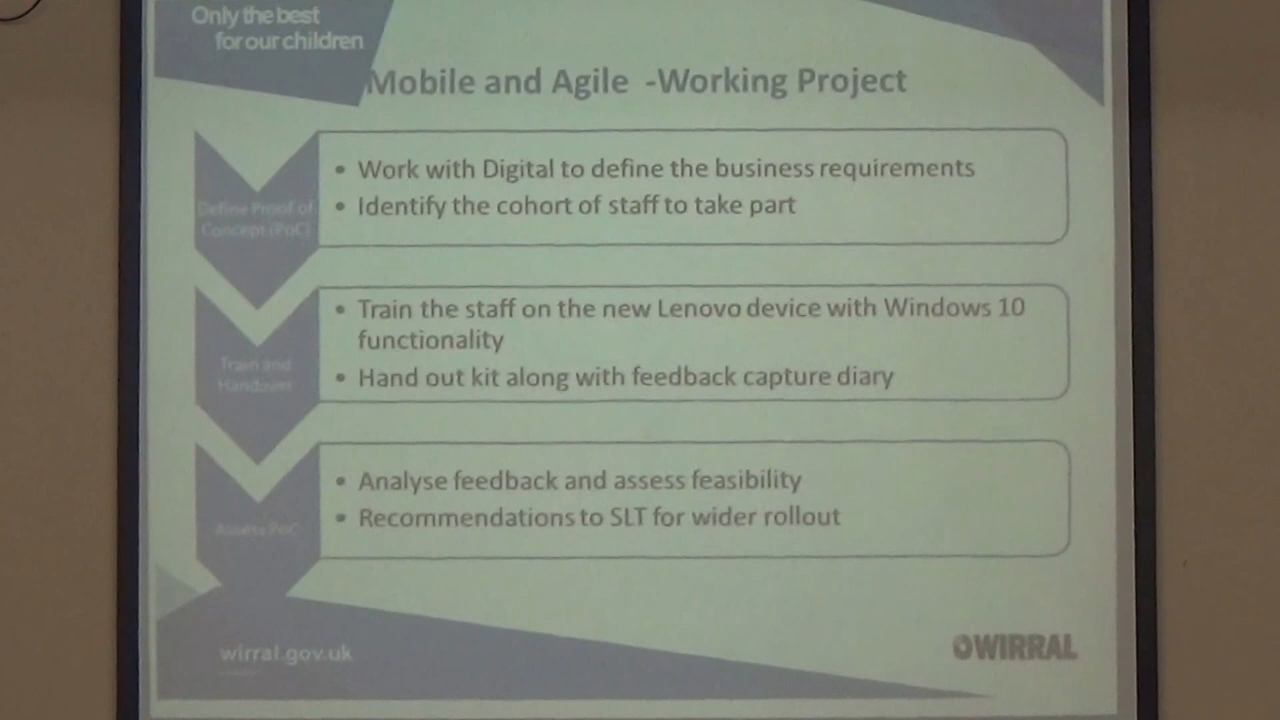 Only the best
for our children
Mobile and Agile -Working Project
Define Proof of
Concept (PoC)
• Work with Digital to define the business requirements
• Identify the cohort of staff to take part
Train and
Handover
• Train the staff on the new Lenovo device with Windows 10
functionality
• Hand out kit along with feedback capture diary
Assess PoC
• Analyse feedback and assess feasibility
• Recommendations to SLT for wider rollout
wirral.gov.uk
WIRRAL